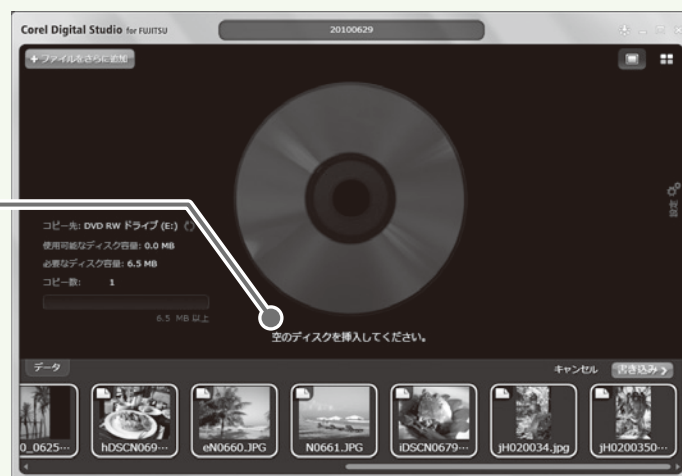 Corel Digital Studio for FUJITSU
20100629
+ ファイルをさらに追加
コピー先: DVD RW ドライブ (E:)
使用可能なディスク容量: 0.0 MB
必要なディスク容量: 6.5 MB
コピー数: 1
6.5 MB 以上
設定
空のディスクを挿入してください。
データ
キャンセル
書き込み
0_0625…
hDSCN069…
eN0660.JPG
N0661.JPG
iDSCN0679…
jH020034.jpg
jH0200350…